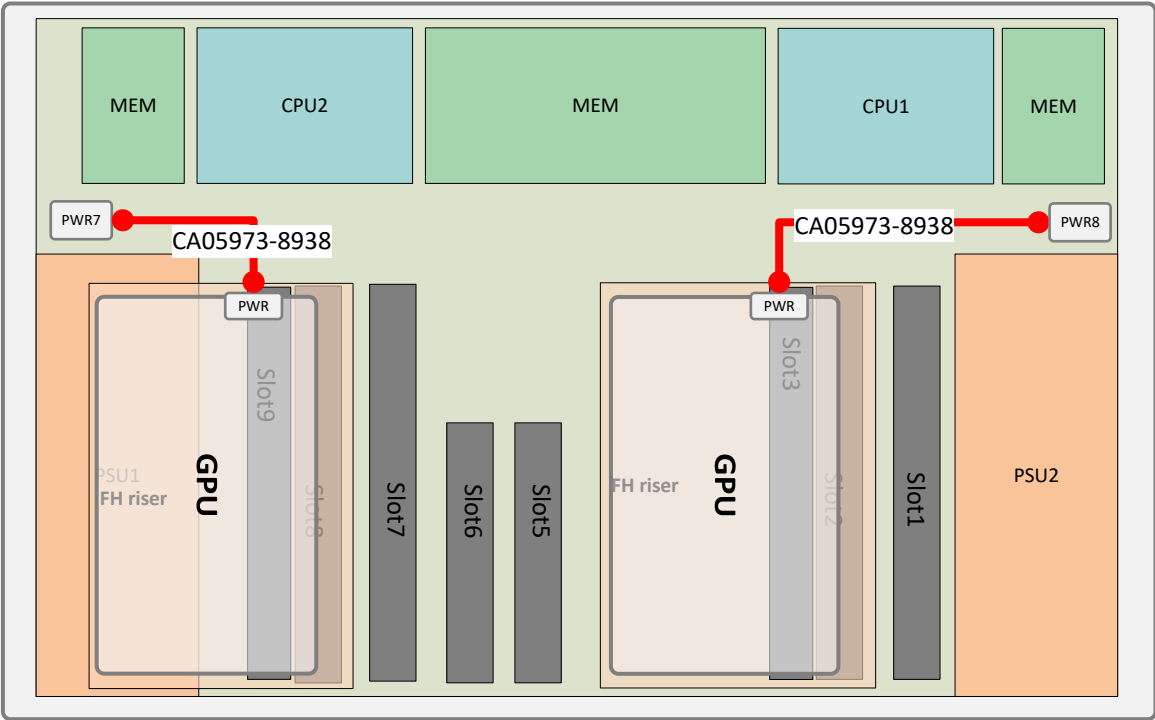 MEM
CPU2
MEM
CPU1
MEM
PWR7
CA05973-8938
CA05973-8938
PWR8
PWR
PWR
Slot9
Slot3
PSU1
FH riser
GPU
Slot8
Slot7
Slot6
Slot5
FH riser
GPU
Slot2
Slot1
PSU2